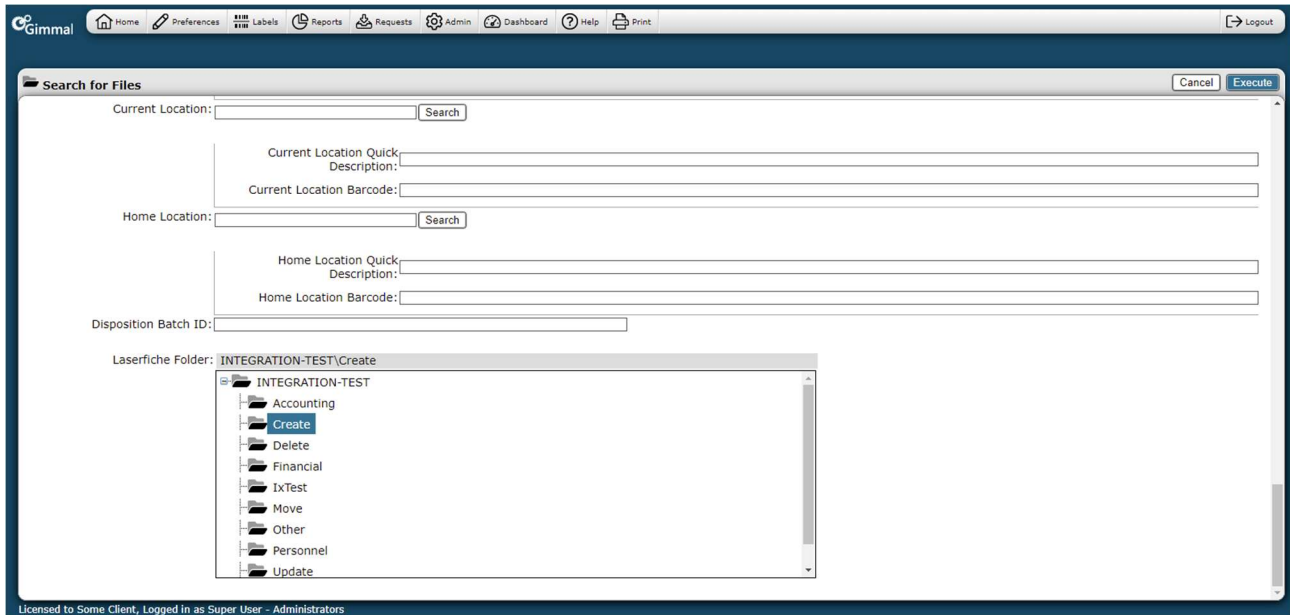 Gimmal Home Preferences Labels Reports Requests Admin Dashboard Help Print Logout
Search for Files Cancel Execute
Current Location: Search
Current Location Quick
Description:
Current Location Barcode:
Home Location: Search
Home Location Quick
Description:
Home Location Barcode:
Disposition Batch ID:
Laserfiche Folder: INTEGRATION-TEST\Create
INTEGRATION-TEST
Accounting
Create
Delete
Financial
IxTest
Move
Other
Personnel
Update
Licensed to Some Client, Logged in as Super User - Administrators